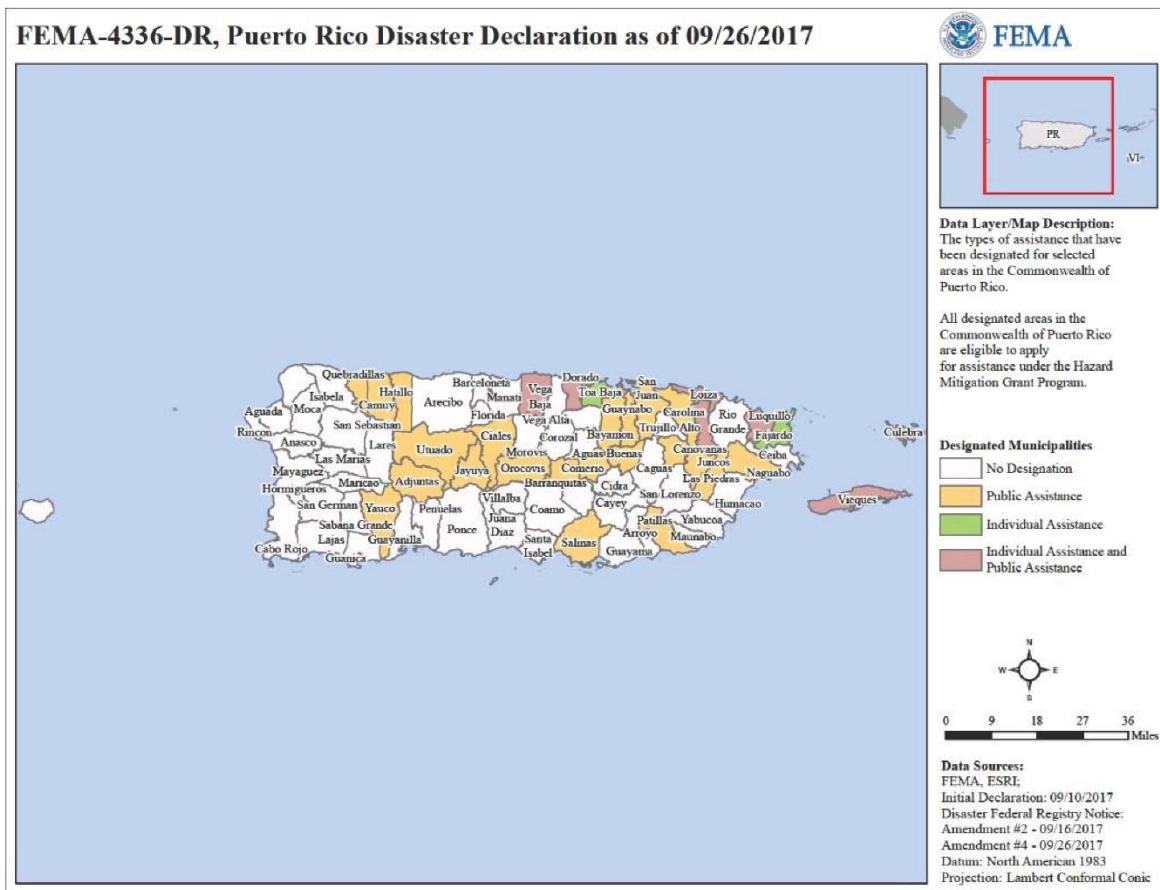 FEMA-4336-DR, Puerto Rico Disaster Declaration as of 09/26/2017
FEMA
PR
VI
Data Layer/Map Description:
The types of assistance that have
been designated for selected
areas in the Commonwealth of
Puerto Rico.
All designated areas in the
Commonwealth of Puerto Rico
are eligible to apply
for assistance under the Hazard
Mitigation Grant Program.
Designated Municipalities
No Designation
Public Assistance
Individual Assistance
Individual Assistance and
Public Assistance
N
W E
S
0 9 18 27 36
Miles
Data Sources:
FEMA, ESRI;
Initial Declaration: 09/10/2017
Disaster Federal Registry Notice:
Amendment #2 - 09/16/2017
Amendment #4 - 09/26/2017
Datum: North American 1983
Projection: Lambert Conformal Conic
Quebradillas
Isabela
Camuy
Hatillo
Arecibo
Barceloneta
Manati
Florida
Vega
Baja
Vega Alta
Dorado
Toa Baja
San
Juan
Guaynabo
Carolina
Loiza
Rio
Grande
Luquillo
Fajardo
Ceiba
Culebra
Aguada
Moca
Rincon
San Sebastian
Anasco
Lares
Las Marias
Utuado
Ciales
Morovis
Corozal
Bayamon
Trujillo Alto
Canovanas
Aguas Buenas
Juncos
Naguabo
Mayaguez
Maricao
Adjuntas
Jayuya
Orocovis
Comerio
Barranquitas
Caguas
Cidra
Las Piedras
Hormigueros
San German
Yauco
Penuelas
Villalba
Coamo
San Lorenzo
Cayey
Humacao
Vieques
Sabana Grande
Guayanilla
Ponce
Juana
Diaz
Patillas
Yabucoa
Arroyo
Maunabo
Lajas
Cabo Rojo
Guanica
Santa
Isabel
Salinas
Guayama